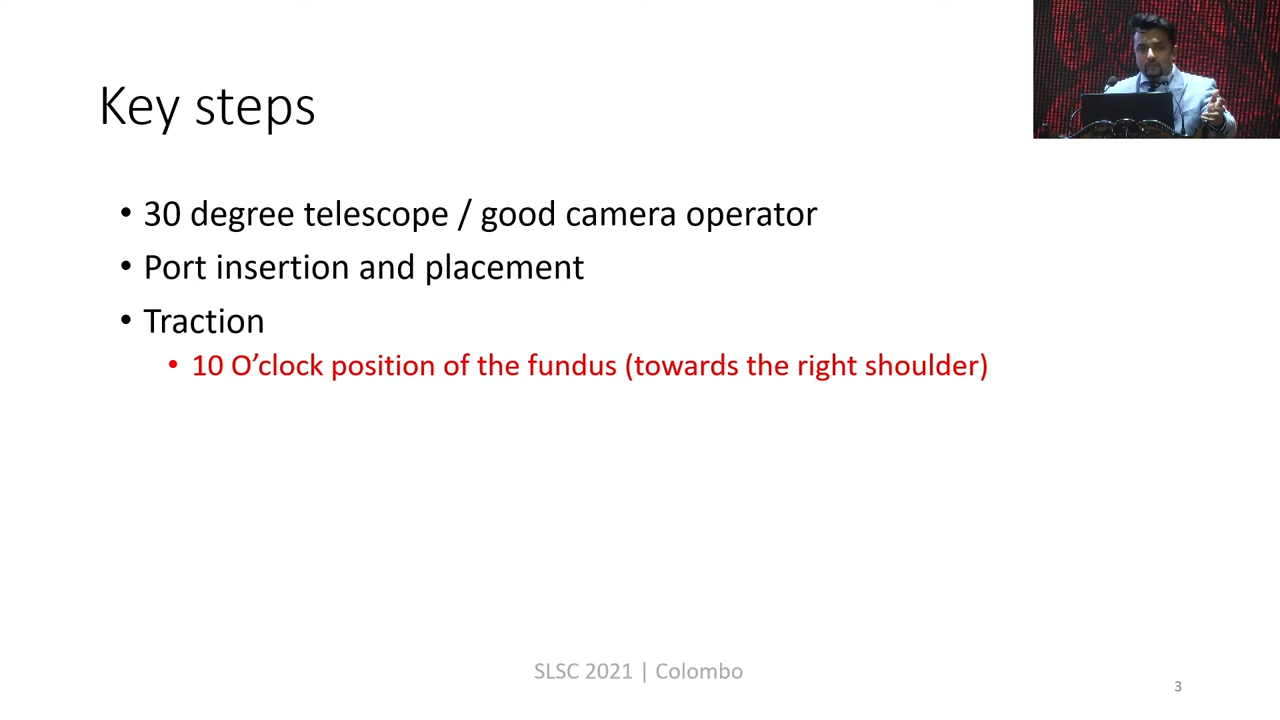 Key steps
• 30 degree telescope / good camera operator
• Port insertion and placement
• Traction
• 10 O’clock position of the fundus (towards the right shoulder)
SLSC 2021 | Colombo
3